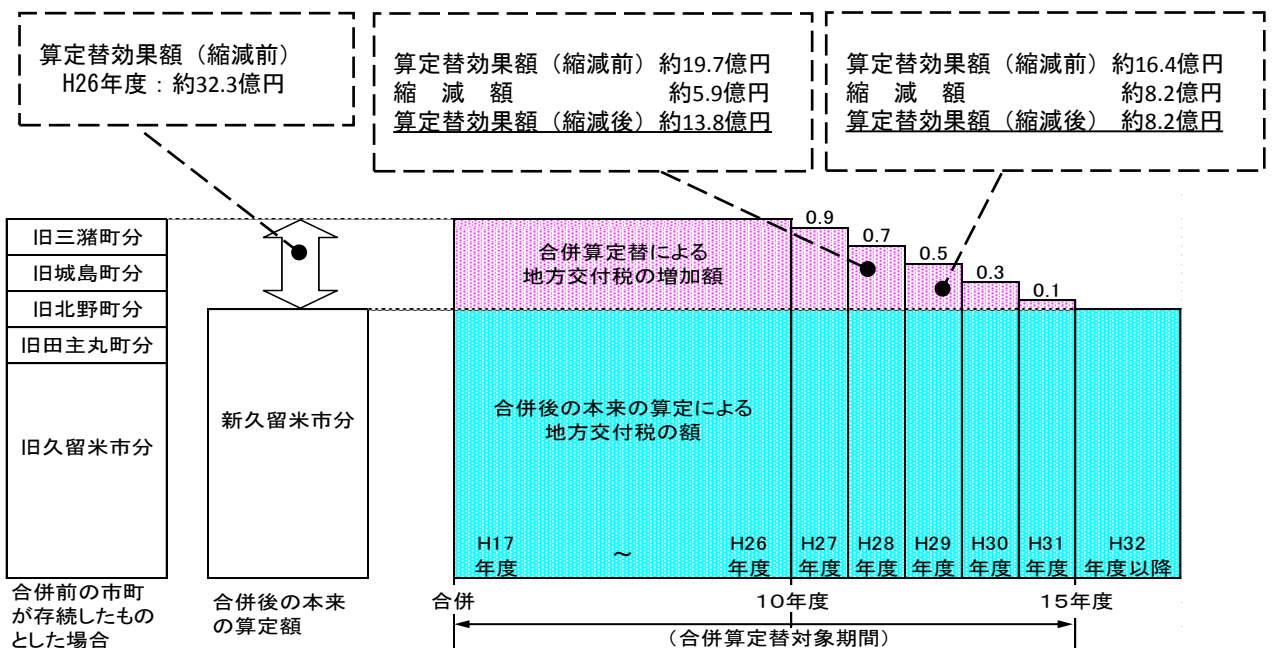 算定替効果額（縮減前）
H26年度：約32.3億円
算定替効果額（縮減前）約19.7億円
縮　減　額　約5.9億円
算定替効果額（縮減後）約13.8億円
算定替効果額（縮減前）約16.4億円
縮　減　額　約8.2億円
算定替効果額（縮減後）　約8.2億円
旧三潴町分
旧城島町分
旧北野町分
旧田主丸町分
旧久留米市分
合併前の市町
が存続したもの
とした場合
新久留米市分
合併後の本来
の算定額
合併算定替による
地方交付税の増加額
0.9
0.7
0.5
0.3
0.1
合併後の本来の算定による
地方交付税の額
H17
年度
～
H26
年度
H27
年度
H28
年度
H29
年度
H30
年度
H31
年度
H32
年度以降
合併
10年度
15年度
（合併算定替対象期間）